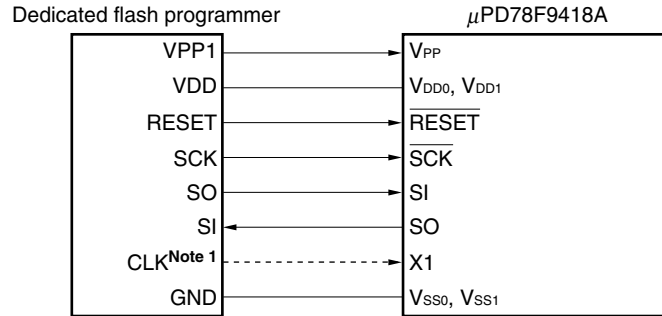 Dedicated flash programmer
μPD78F9418A
VPP1 VPP
VDD VDD0, VDD1
RESET RESET
SCK SCK
SO SI
SI SO
CLKNote 1 X1
GND VSS0, VSS1